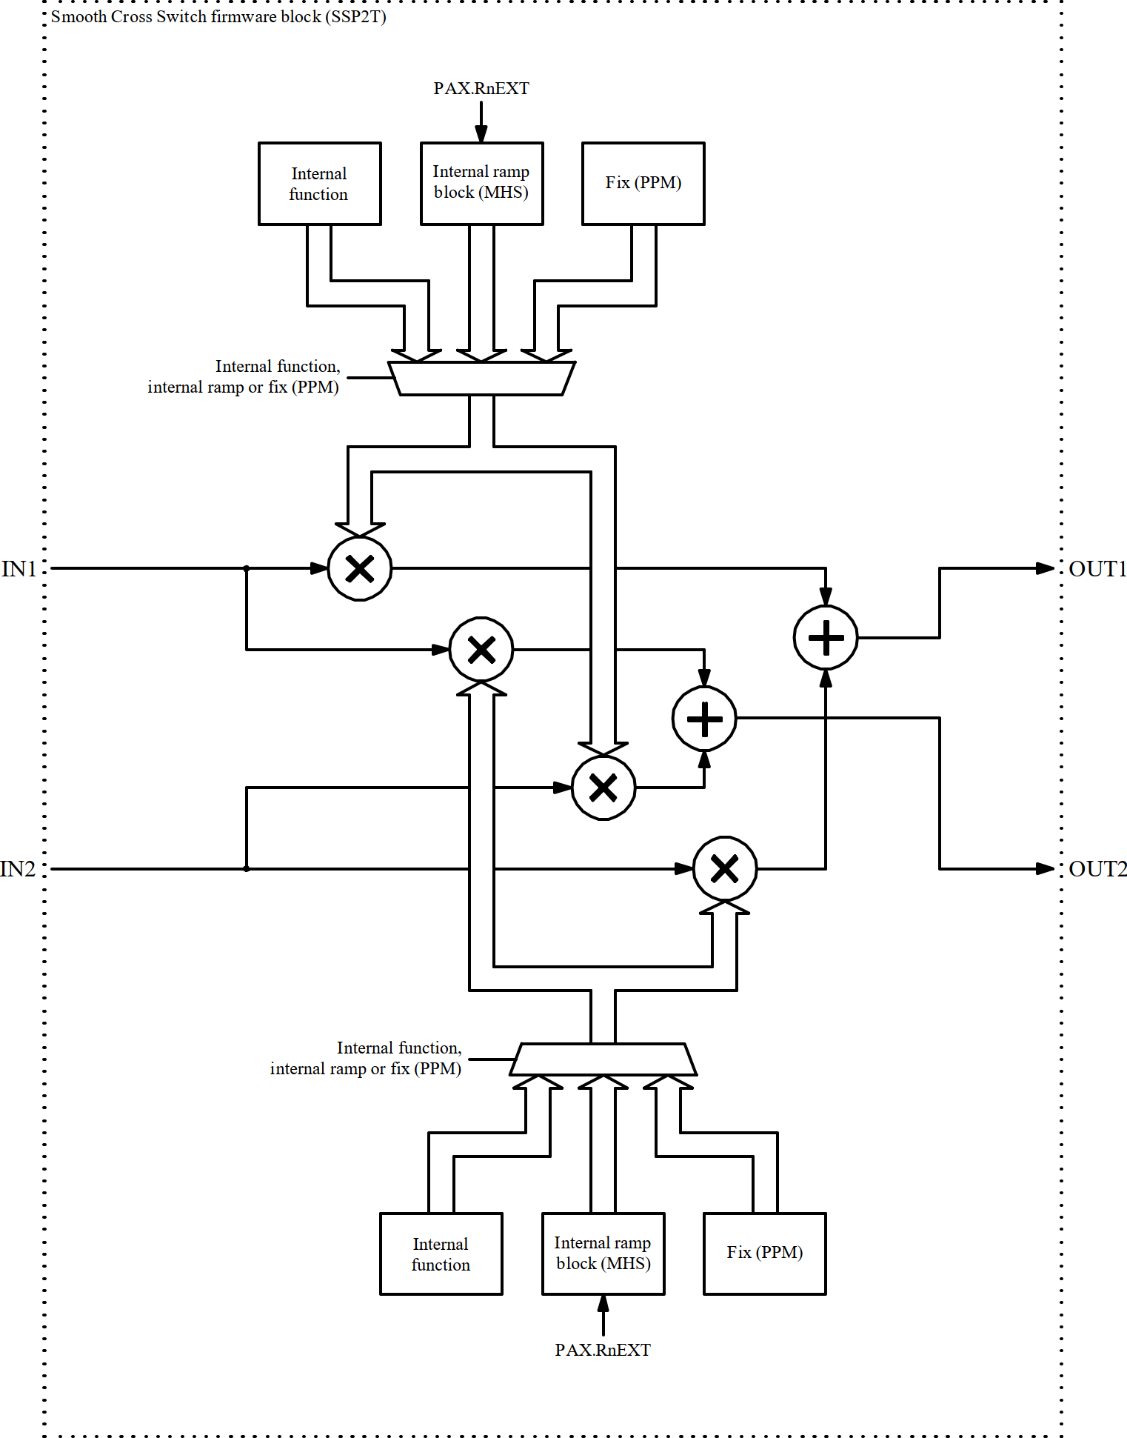 Smooth Cross Switch firmware block (SSP2T)
PAX.RnEXT
Internal
function
Internal ramp
block (MHS)
Fix (PPM)
Internal function,
internal ramp or fix (PPM)
IN1
OUT1
IN2
OUT2
Internal function,
internal ramp or fix (PPM)
Internal
function
Internal ramp
block (MHS)
Fix (PPM)
PAX.RnEXT